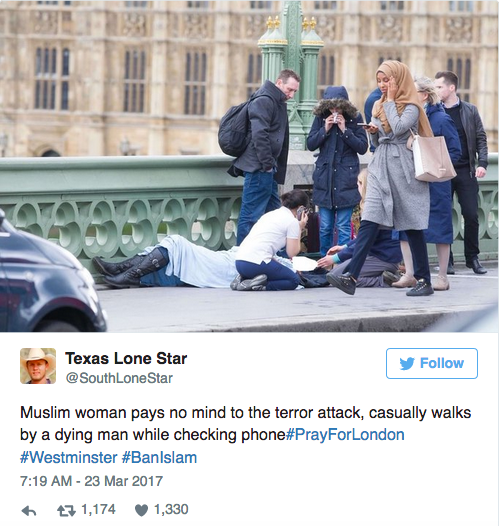 Texas Lone Star
@SouthLoneStar
Follow
Muslim woman pays no mind to the terror attack, casually walks
by a dying man while checking phone#PrayForLondon
#Westminster #BanIslam
7:19 AM - 23 Mar 2017
1,174 1,330